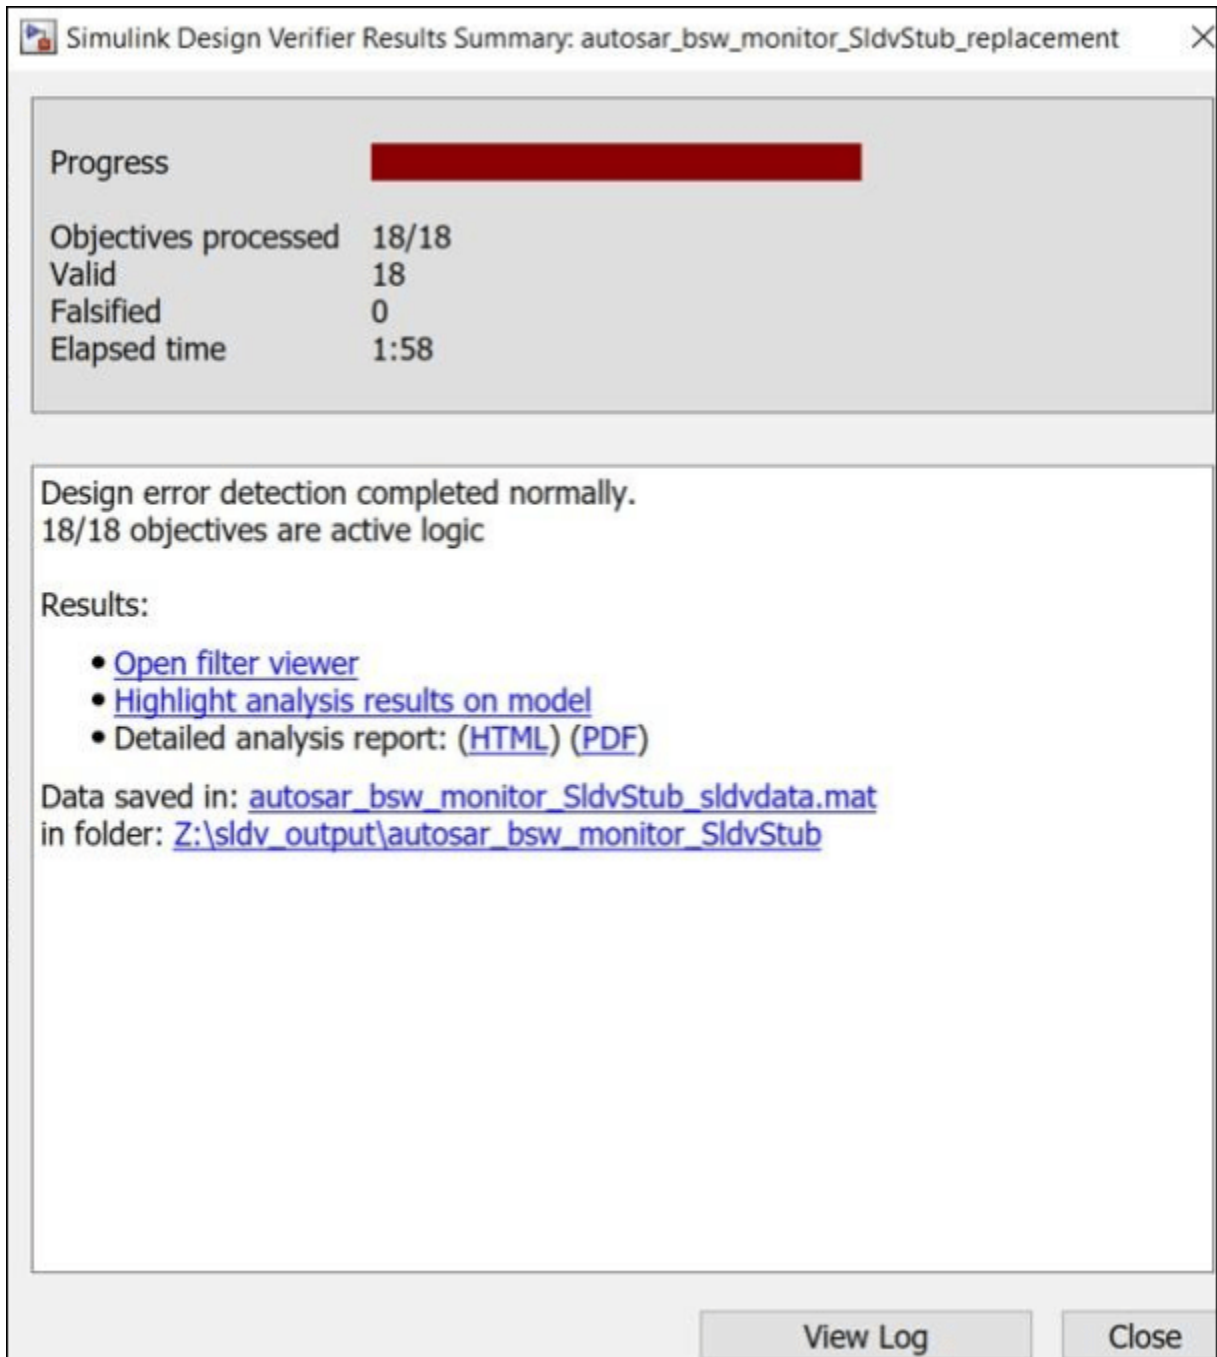 Simulink Design Verifier Results Summary: autosar_bsw_monitor_SldvStub_replacement
Progress
Objectives processed 18/18
Valid 18
Falsified 0
Elapsed time 1:58
Design error detection completed normally.
18/18 objectives are active logic
Results:
• Open filter viewer
• Highlight analysis results on model
• Detailed analysis report: (HTML) (PDF)
Data saved in: autosar_bsw_monitor_SldvStub_sldvdata.mat
in folder: Z:\sldv_output\autosar_bsw_monitor_SldvStub
View Log Close